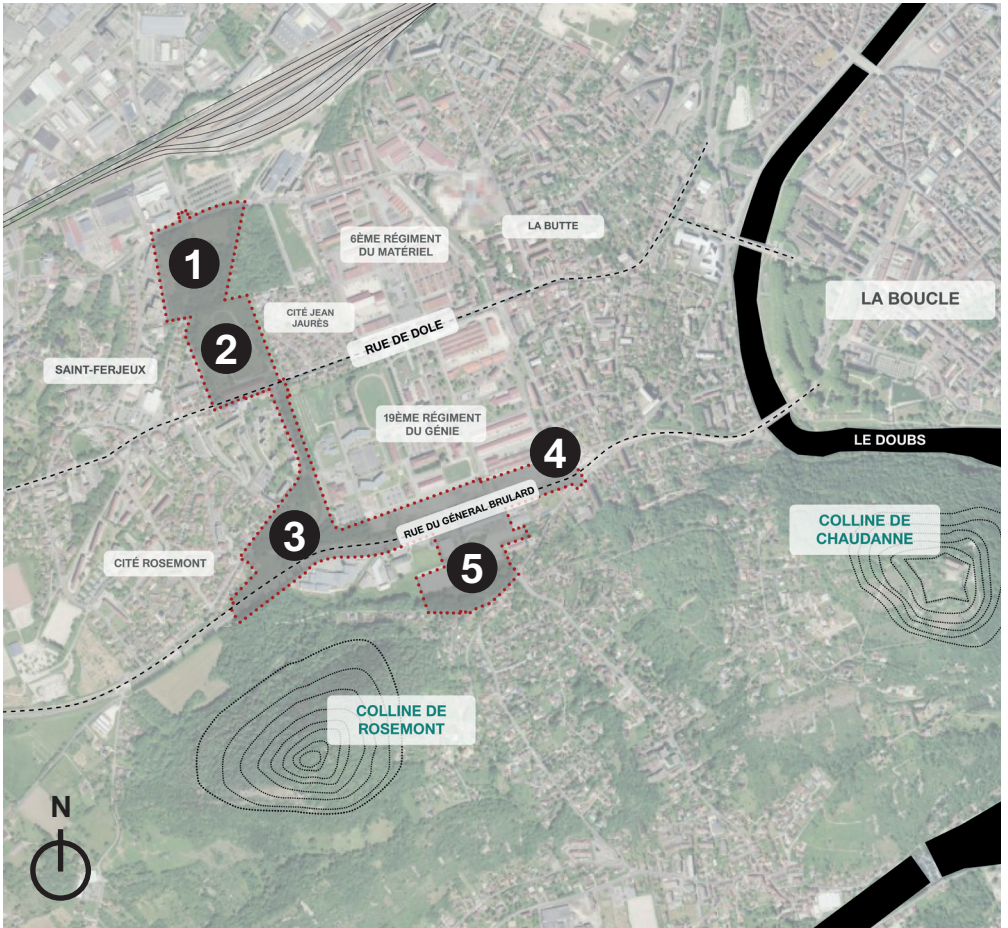 1
6ÈME RÉGIMENT
DU MATÉRIEL
LA BUTTE
LA BOUCLE
CITÉ JEAN
JAURÈS
2
RUE DE DOLE
SAINT-FERJEUX
19ÈME RÉGIMENT
DU GÉNIE
LE DOUBS
4
RUE DU GÉNERAL BRULARD
3
COLLINE DE
CHAUDANNE
CITÉ ROSEMONT
5
COLLINE DE
ROSEMONT
N